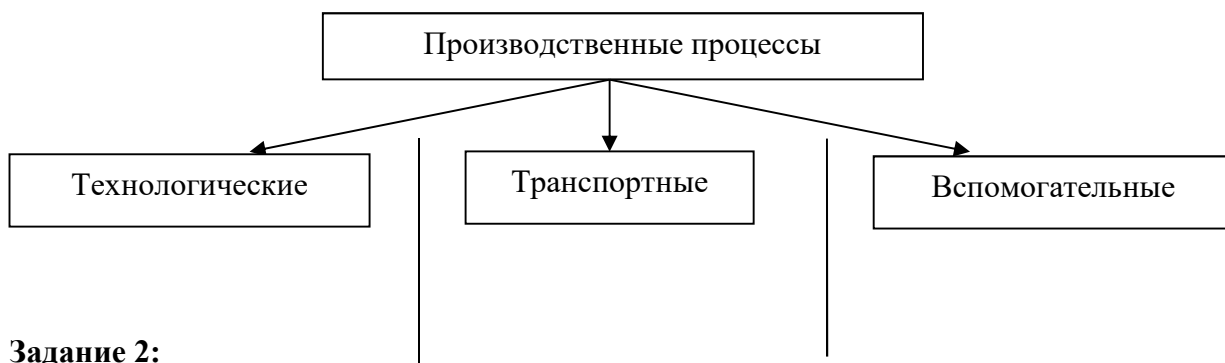 Производственные процессы
Технологические
Транспортные
Вспомогательные
Задание 2: